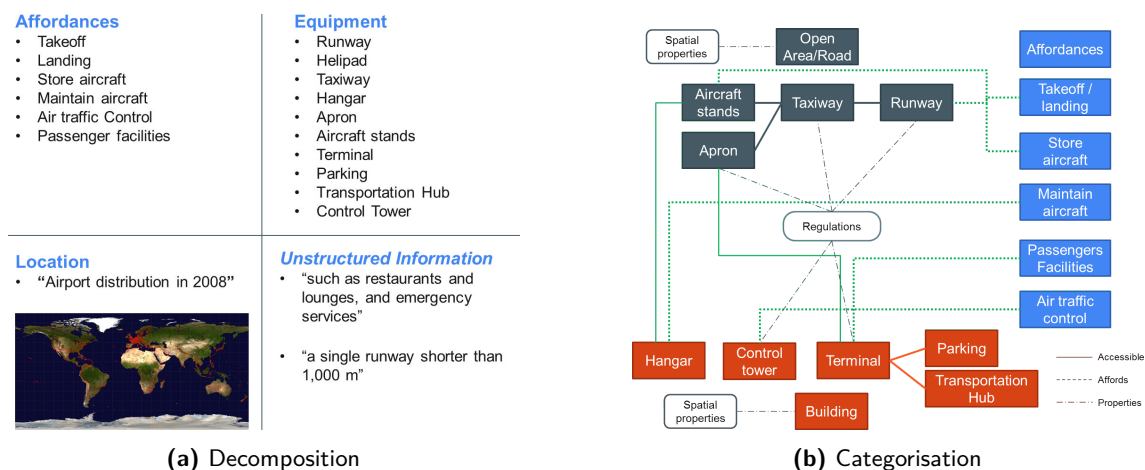 Affordances
• Takeoff
• Landing
• Store aircraft
• Maintain aircraft
• Air traffic Control
• Passenger facilities
Equipment
• Runway
• Helipad
• Taxiway
• Hangar
• Apron
• Aircraft stands
• Terminal
• Parking
• Transportation Hub
• Control Tower
Location
• “Airport distribution in 2008”
Unstructured Information
• “such as restaurants and
lounges, and emergency
services”
• “a single runway shorter than
1,000 m”
(a) Decomposition
Spatial
properties
Open
Area/Road
Affordances
Aircraft
stands
Taxiway
Runway
Takeoff /
landing
Apron
Store
aircraft
Maintain
aircraft
Regulations
Passengers
Facilities
Air traffic
control
Hangar
Control
tower
Terminal
Parking
Transportation
Hub
Accessible
Affords
Properties
Spatial
properties
Building
(b) Categorisation